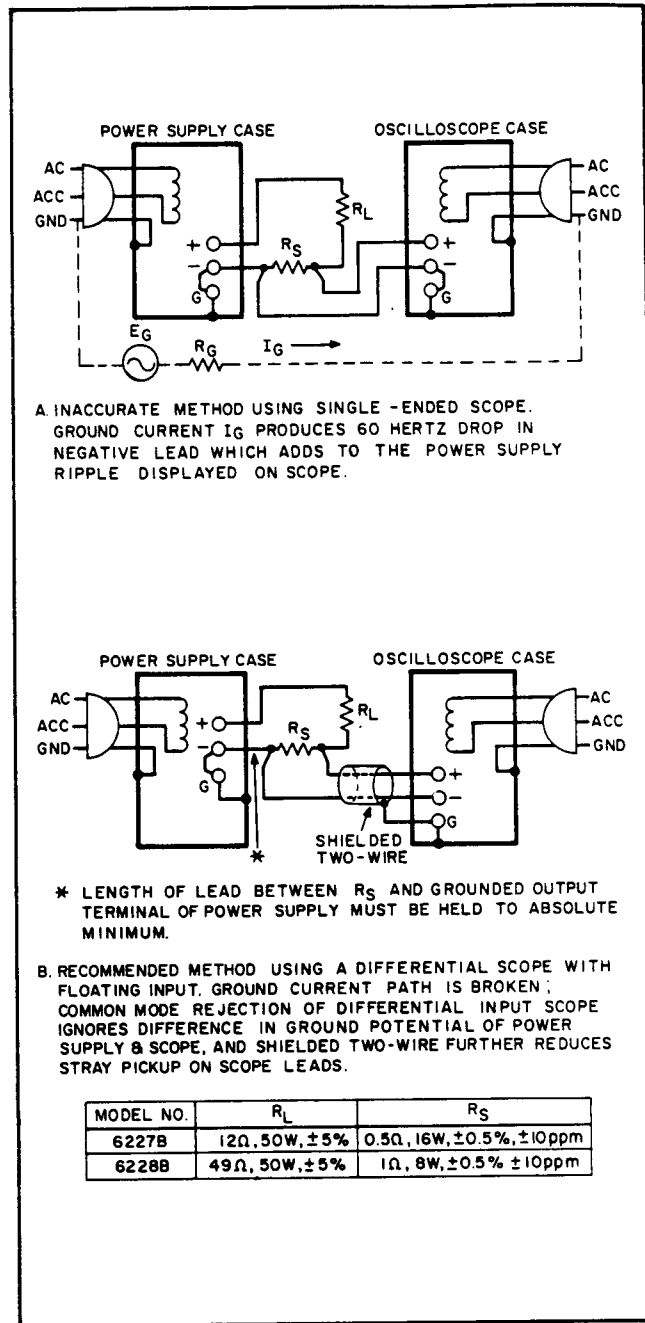 POWER SUPPLY CASE
OSCILLOSCOPE CASE
AC
ACC
GND
+
−
G
RS
RL
+
−
G
AC
ACC
GND
EG
RG
IG
A. INACCURATE METHOD USING SINGLE-ENDED SCOPE.
GROUND CURRENT IG PRODUCES 60 HERTZ DROP IN
NEGATIVE LEAD WHICH ADDS TO THE POWER SUPPLY
RIPPLE DISPLAYED ON SCOPE.
POWER SUPPLY CASE
OSCILLOSCOPE CASE
AC
ACC
GND
+
−
G
RS
RL
+
−
G
AC
ACC
GND
*
SHIELDED
TWO-WIRE
* LENGTH OF LEAD BETWEEN RS AND GROUNDED OUTPUT
TERMINAL OF POWER SUPPLY MUST BE HELD TO ABSOLUTE
MINIMUM.
B. RECOMMENDED METHOD USING A DIFFERENTIAL SCOPE WITH
FLOATING INPUT. GROUND CURRENT PATH IS BROKEN;
COMMON MODE REJECTION OF DIFFERENTIAL INPUT SCOPE
IGNORES DIFFERENCE IN GROUND POTENTIAL OF POWER
SUPPLY & SCOPE, AND SHIELDED TWO-WIRE FURTHER REDUCES
STRAY PICKUP ON SCOPE LEADS.
MODEL NO. RL RS
6227B 12Ω, 50W, ±5% 0.5Ω, 16W, ±0.5%, ±10ppm
6228B 49Ω, 50W, ±5% 1Ω, 8W, ±0.5% ±10ppm